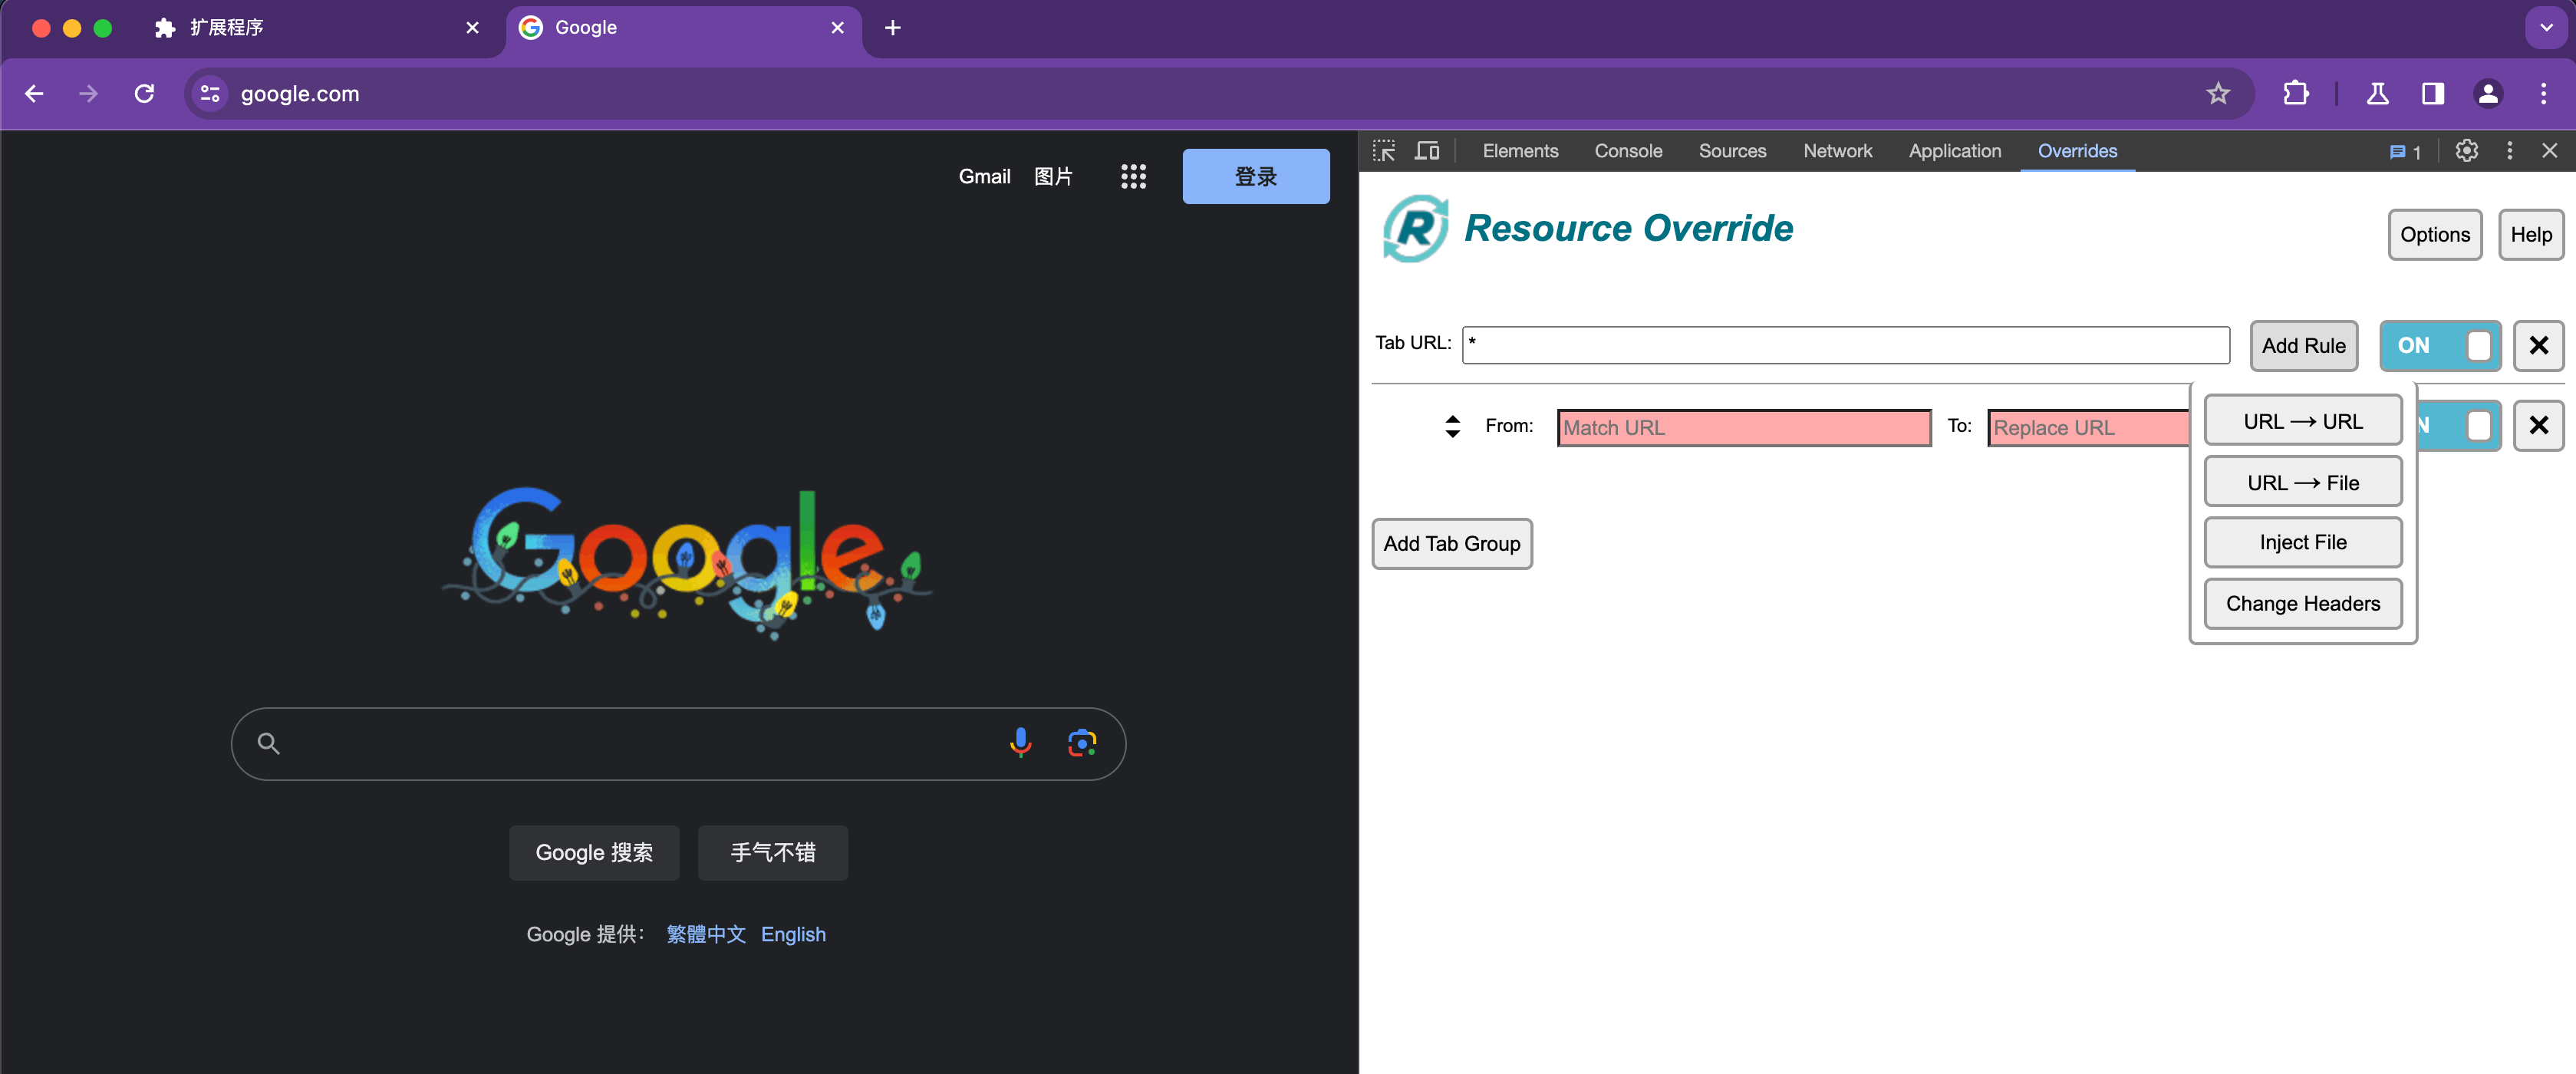 扩展程序
Google
google.com
Gmail 图片 登录
Google
Google 搜索 手气不错
Google 提供： 繁體中文 English
Elements Console Sources Network Application Overrides 1
R Resource Override Options Help
Tab URL: * Add Rule ON
From: Match URL To: Replace URL
URL → URL
URL → File
Inject File
Change Headers
Add Tab Group